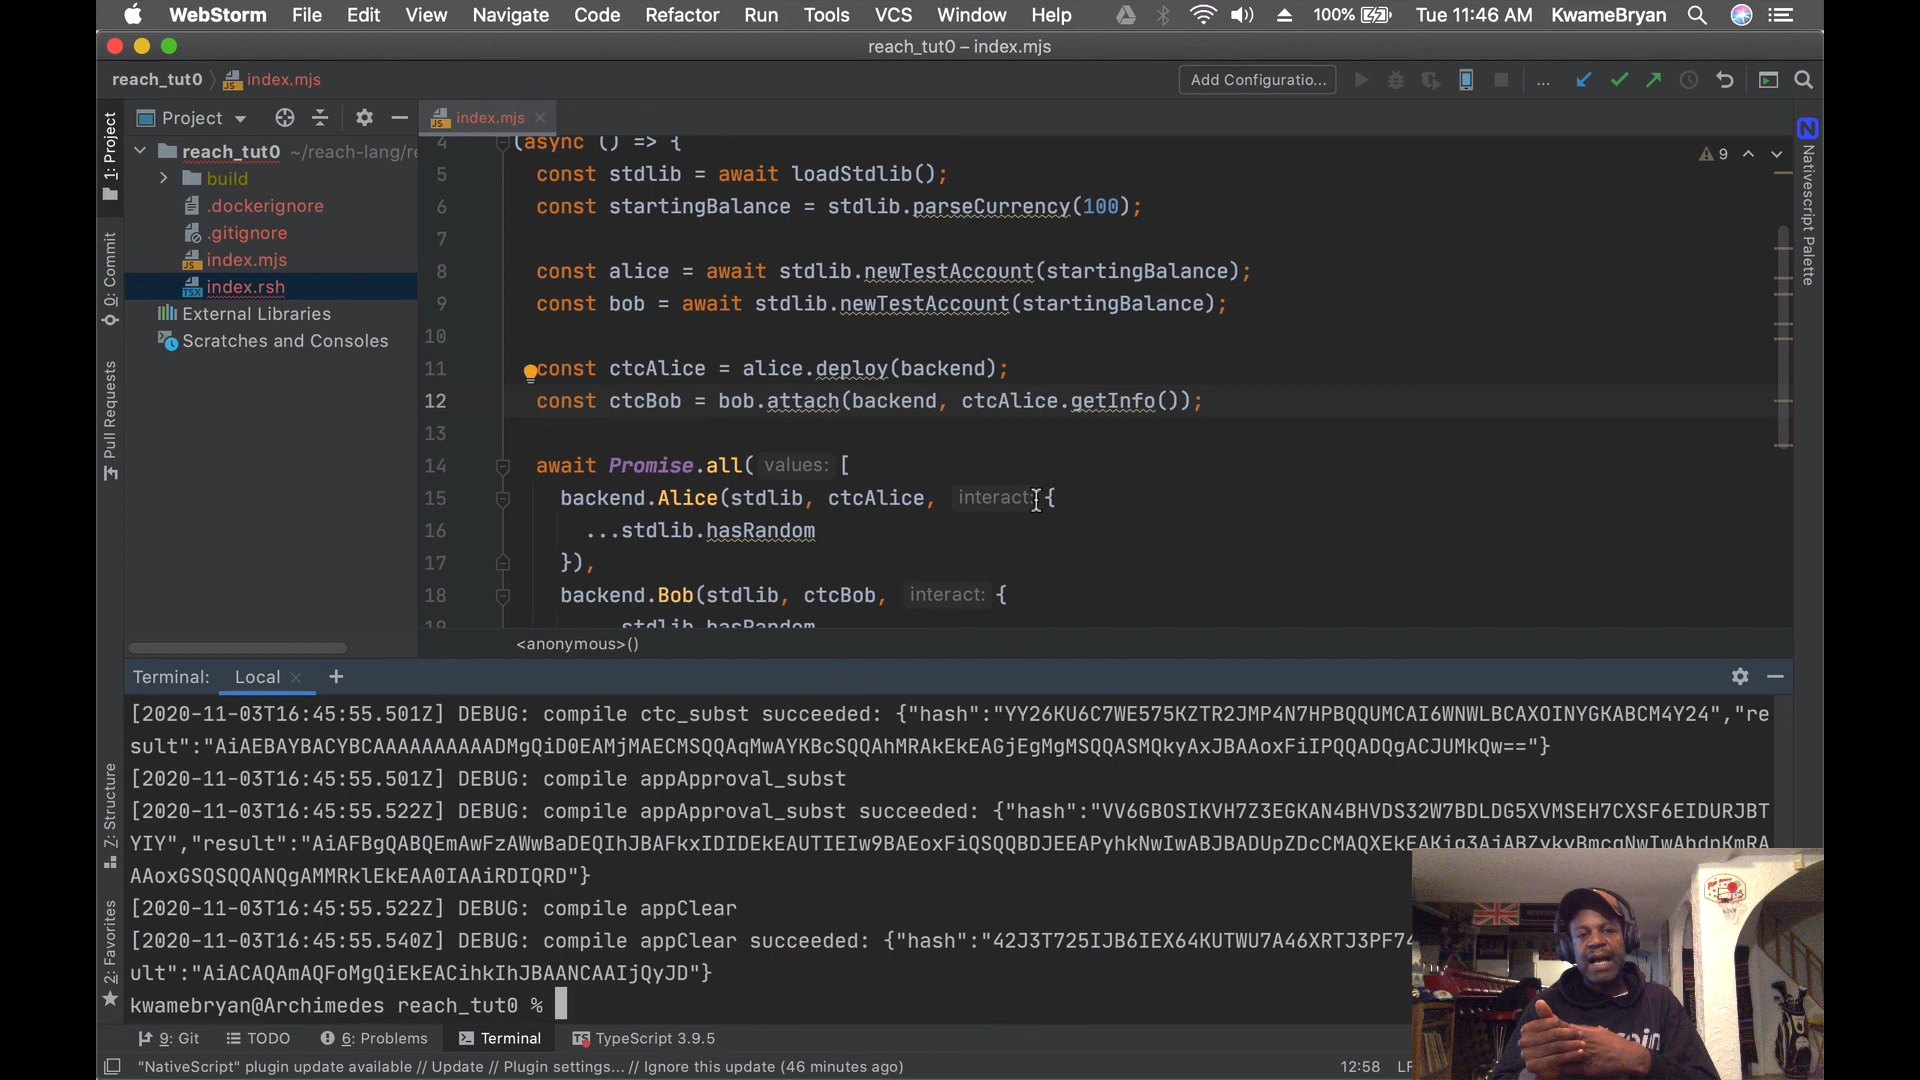 WebStorm File Edit View Navigate Code Refactor Run Tools VCS Window Help 100% Tue 11:46 AM KwameBryan
reach_tut0 – index.mjs
reach_tut0 index.mjs Add Configuration... ...
Project index.mjs
1: Project
0: Commit
Pull Requests
Z: Structure
2: Favorites
reach_tut0 ~/reach-lang/re
build
.dockerignore
.gitignore
index.mjs
index.rsh
External Libraries
Scratches and Consoles
9
Nativescript Palette
4 (async () => {
5 const stdlib = await loadStdlib();
6 const startingBalance = stdlib.parseCurrency(100);
7
8 const alice = await stdlib.newTestAccount(startingBalance);
9 const bob = await stdlib.newTestAccount(startingBalance);
10
11 const ctcAlice = alice.deploy(backend);
12 const ctcBob = bob.attach(backend, ctcAlice.getInfo());
13
14 await Promise.all( values: [
15 backend.Alice(stdlib, ctcAlice, interact: {
16 ...stdlib.hasRandom
17 }),
18 backend.Bob(stdlib, ctcBob, interact: {
19 ...stdlib.hasRandom
<anonymous>()
Terminal: Local +
[2020-11-03T16:45:55.501Z] DEBUG: compile ctc_subst succeeded: {"hash":"YY26KU6C7WE575KZTR2JMP4N7HPBQQUMCAI6WNWLBCAXOINYGKABCM4Y24","re
sult":"AiAEBAYBACYBCAAAAAAAAAADMgQiD0EAMjMAECMSQQAqMwAYKBcSQQAhMRAkEkEAGjEgMgMSQQASMQkyAxJBAAoxFiIPQQADQgACJUMkQw=="}
[2020-11-03T16:45:55.501Z] DEBUG: compile appApproval_subst
[2020-11-03T16:45:55.522Z] DEBUG: compile appApproval_subst succeeded: {"hash":"VV6GBOSIKVH7Z3EGKAN4BHVDS32W7BDLDG5XVMSEH7CXSF6EIDURJBT
YIY","result":"AiAFBgQABQEmAwFzAWwBaDEQIhJBAFkxIDIDEkEAUTIEIw9BAEoxFiQSQQBDJEEAPyhkNwIwABJBADUpZDcCMAQXEkEAKig3AjABZykyBmcqNwIwAhdnKmRA
AAoxGSQSQQANQgAMMRklEkEAA0IAAiRDIQRD"}
[2020-11-03T16:45:55.522Z] DEBUG: compile appClear
[2020-11-03T16:45:55.540Z] DEBUG: compile appClear succeeded: {"hash":"42J3T725IJB6IEX64KUTWU7A46XRTJ3PF74
ult":"AiACAQAmAQFoMgQiEkEACihkIhJBAANCAAIjQyJD"}
kwamebryan@Archimedes reach_tut0 %
9: Git TODO 6: Problems Terminal TypeScript 3.9.5
"NativeScript" plugin update available // Update // Plugin settings... // Ignore this update (46 minutes ago) 12:58 LF